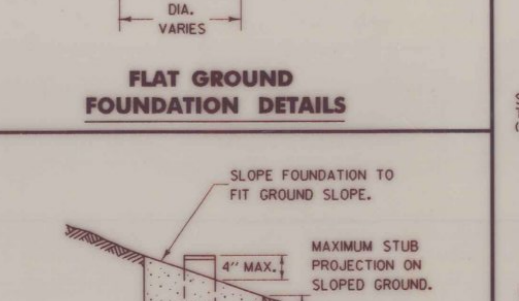 DIA.
VARIES
FLAT GROUND
FOUNDATION DETAILS
SLOPE FOUNDATION TO
FIT GROUND SLOPE.
4" MAX.
MAXIMUM STUB
PROJECTION ON
SLOPED GROUND.